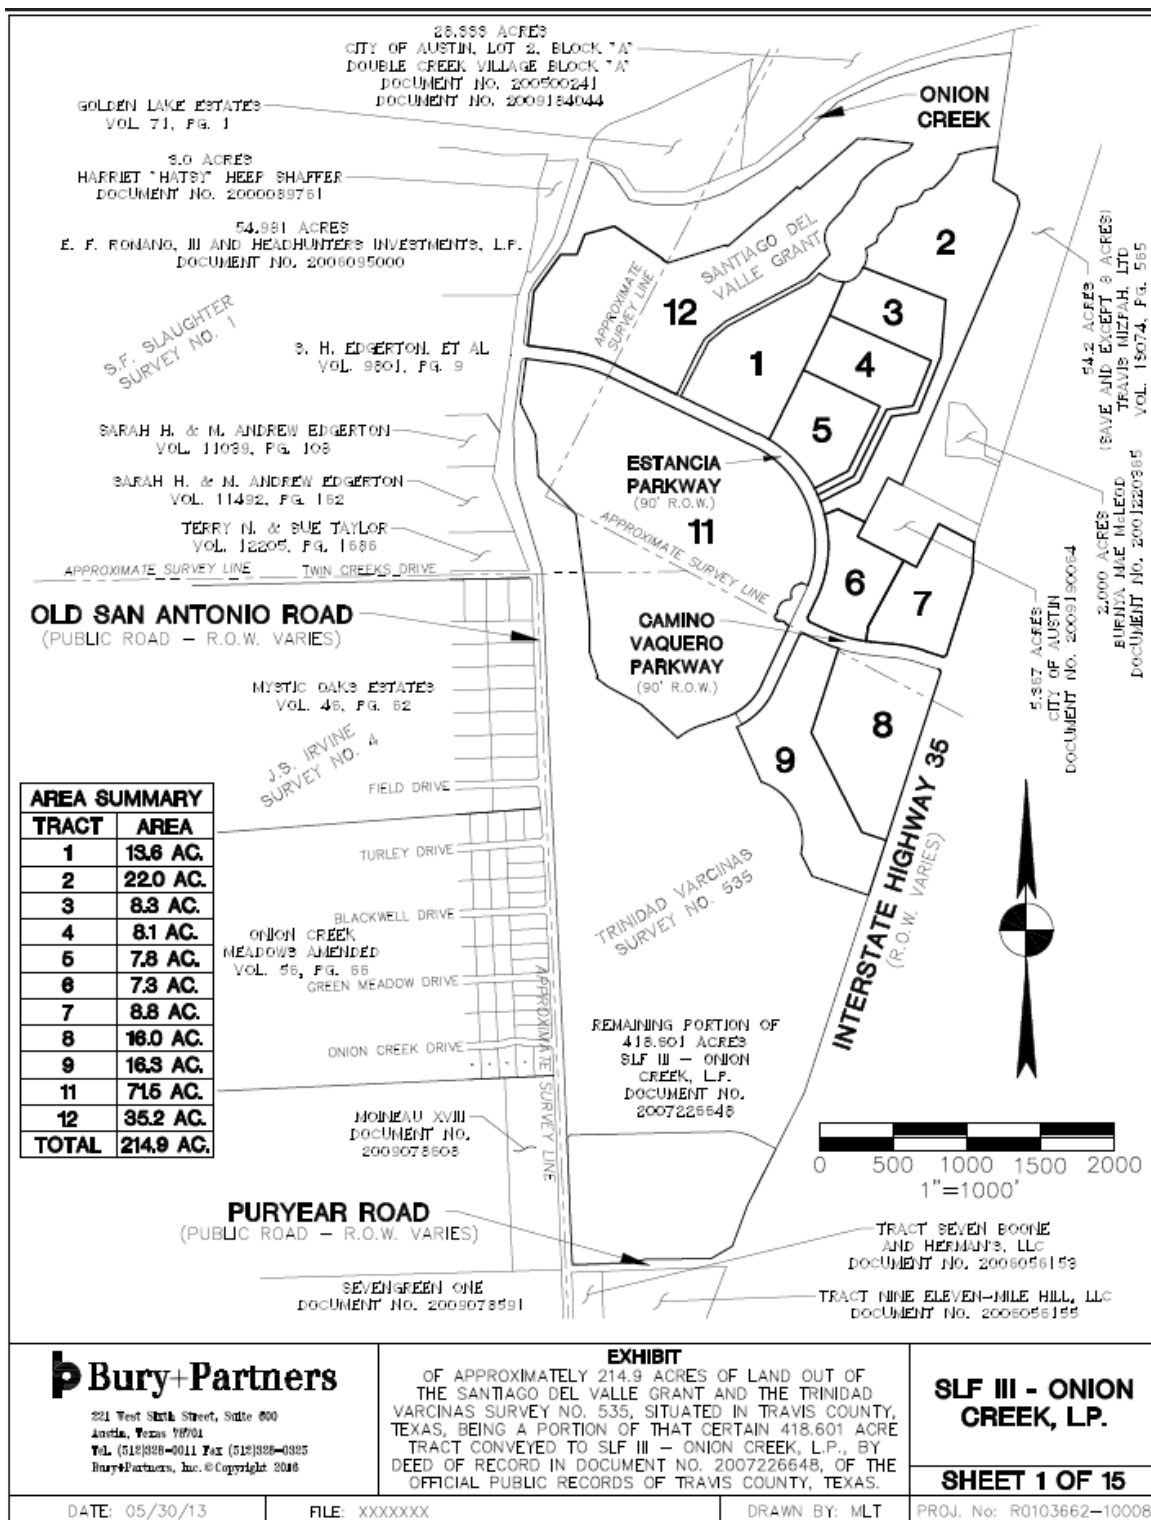 28.999 ACRES
CITY OF AUSTIN, LOT 2, BLOCK "A"
DOUBLE CREEK VILLAGE BLOCK "A"
DOCUMENT NO. 200500241
DOCUMENT NO. 2009184044
GOLDEN LAKE ESTATES
VOL. 71, PG. 1
ONION
CREEK
9.0 ACRES
HARRIET "HATSY" HEEP SHAFFER
DOCUMENT NO. 2000089761
54.981 ACRES
E. F. ROMANO, III AND HEADHUNTERS INVESTMENTS, L.P.
DOCUMENT NO. 2006095000
S.F. SLAUGHTER
SURVEY NO. 1
APPROXIMATE
SURVEY LINE
SANTIAGO DEL
VALLE GRANT
2
12
3
1
4
5
54.2 ACRES
(SAVE AND EXCEPT 8 ACRES)
TRAVIS MIZPAH, LTD
VOL. 13074, PG. 565
S. H. EDGERTON, ET AL
VOL. 9801, PG. 9
SARAH H. & M. ANDREW EDGERTON
VOL. 11039, PG. 108
SARAH H. & M. ANDREW EDGERTON
VOL. 11492, PG. 162
TERRY N. & SUE TAYLOR
VOL. 12205, PG. 1686
ESTANCIA
PARKWAY
(90' R.O.W.)
11
APPROXIMATE SURVEY LINE
2.000 ACRES
BURNYA MAE McLEOD
DOCUMENT NO. 2001220365
5.367 ACRES
CITY OF AUSTIN
DOCUMENT NO. 2009190064
APPROXIMATE SURVEY LINE
TWIN CREEKS DRIVE
OLD SAN ANTONIO ROAD
(PUBLIC ROAD – R.O.W. VARIES)
6
7
CAMINO
VAQUERO
PARKWAY
(90' R.O.W.)
MYSTIC OAKS ESTATES
VOL. 46, PG. 62
J.S. IRVINE
SURVEY NO. 4
8
9
FIELD DRIVE
INTERSTATE HIGHWAY 35
(R.O.W. VARIES)
AREA SUMMARY
TRACT AREA
1 13.6 AC.
2 22.0 AC.
3 8.3 AC.
4 8.1 AC.
5 7.8 AC.
6 7.3 AC.
7 8.8 AC.
8 16.0 AC.
9 16.3 AC.
11 71.5 AC.
12 35.2 AC.
TOTAL 214.9 AC.
TURLEY DRIVE
BLACKWELL DRIVE
TRINIDAD VARCINAS
SURVEY NO. 535
ONION CREEK
MEADOWS AMENDED
VOL. 56, PG. 66
GREEN MEADOW DRIVE
ONION CREEK DRIVE
APPROXIMATE SURVEY LINE
REMAINING PORTION OF
418.601 ACRES
SLF III – ONION
CREEK, L.P.
DOCUMENT NO.
2007226648
MOINEAU XVIII
DOCUMENT NO.
2009078608
0 500 1000 1500 2000
1"=1000'
PURYEAR ROAD
(PUBLIC ROAD – R.O.W. VARIES)
TRACT SEVEN BOONE
AND HERMAN'S, LLC
DOCUMENT NO. 2006056153
SEVENGREEN ONE
DOCUMENT NO. 2009078591
TRACT NINE ELEVEN–MILE HILL, LLC
DOCUMENT NO. 2006056155
Bury+Partners
221 West Sixth Street, Suite 600
Austin, Texas 78701
Tel. (512)328-0011 Fax (512)328-0325
Bury+Partners, Inc. © Copyright
EXHIBIT
OF APPROXIMATELY 214.9 ACRES OF LAND OUT OF
THE SANTIAGO DEL VALLE GRANT AND THE TRINIDAD
VARCINAS SURVEY NO. 535, SITUATED IN TRAVIS COUNTY,
TEXAS, BEING A PORTION OF THAT CERTAIN 418.601 ACRE
TRACT CONVEYED TO SLF III – ONION CREEK, L.P., BY
DEED OF RECORD IN DOCUMENT NO. 2007226648, OF THE
OFFICIAL PUBLIC RECORDS OF TRAVIS COUNTY, TEXAS.
SLF III - ONION
CREEK, L.P.
SHEET 1 OF 15
DATE: 05/30/13
FILE: XXXXXXX
DRAWN BY: MLT
PROJ. No: R0103662–10008